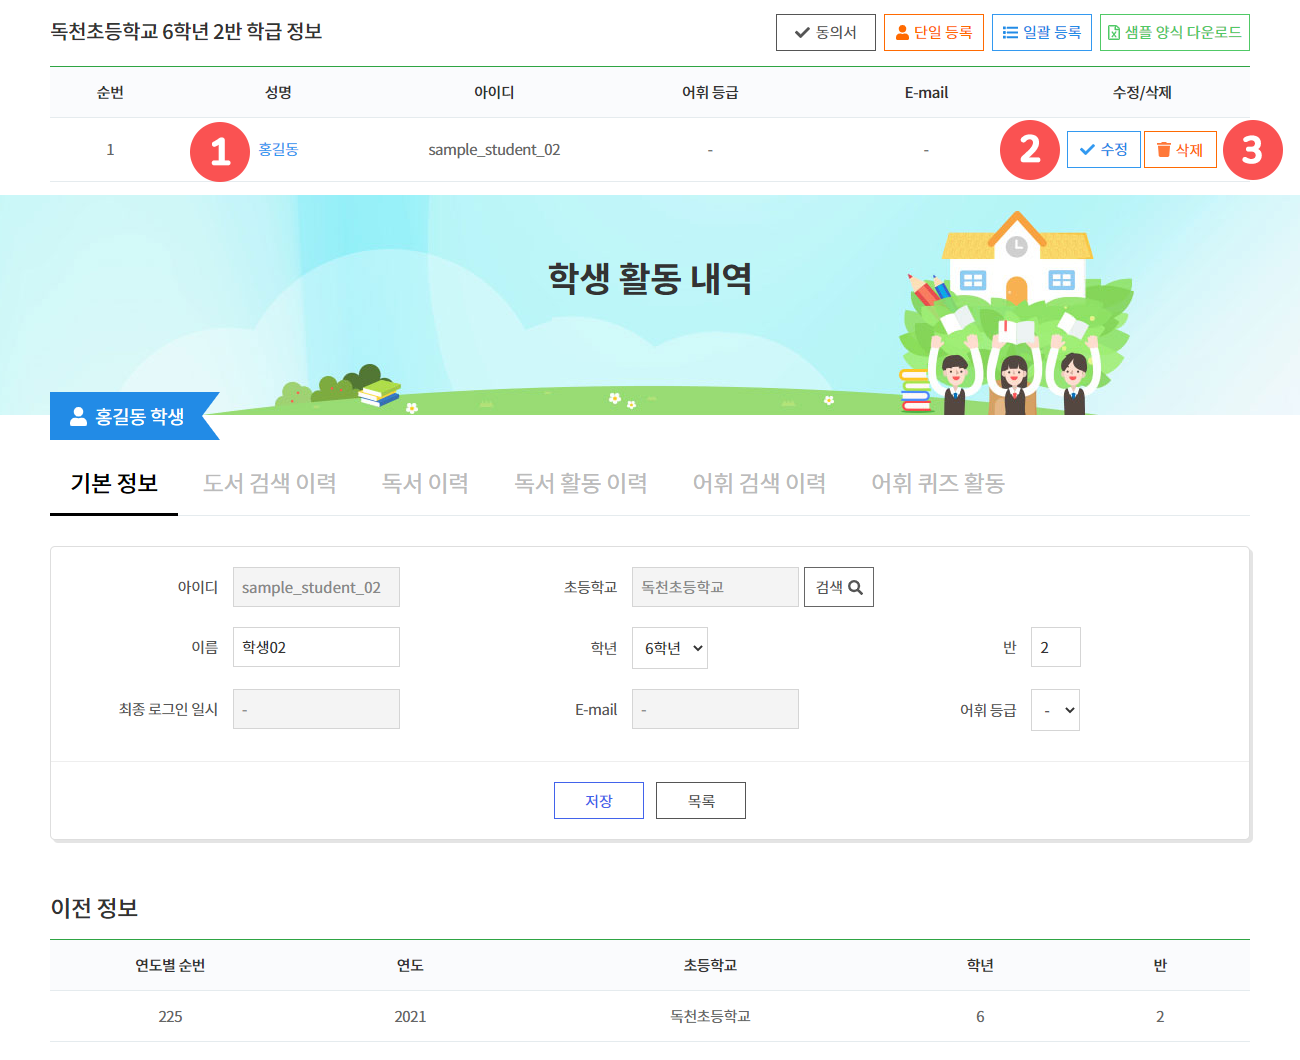 독천초등학교 6학년 2반 학급 정보
동의서 단일 등록 일괄 등록 샘플 양식 다운로드
순번 성명 아이디 어휘 등급 E-mail 수정/삭제
1 1 홍길동 sample_student_02 - - 2 수정 삭제 3
학생 활동 내역
홍길동 학생
기본 정보 도서 검색 이력 독서 이력 독서 활동 이력 어휘 검색 이력 어휘 퀴즈 활동
아이디 sample_student_02 초등학교 독천초등학교 검색
이름 학생02 학년 6학년 반 2
최종 로그인 일시 - E-mail - 어휘 등급 -
저장 목록
이전 정보
연도별 순번 연도 초등학교 학년 반
225 2021 독천초등학교 6 2